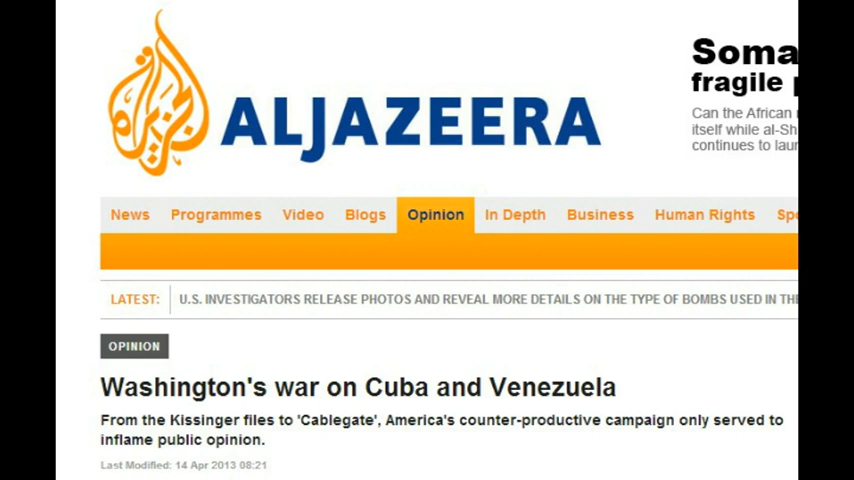 ALJAZEERA
الجزيرة
Soma
fragile
Can the African
itself while al-Sh
continues to laun
News Programmes Video Blogs Opinion In Depth Business Human Rights Spo
LATEST: U.S. INVESTIGATORS RELEASE PHOTOS AND REVEAL MORE DETAILS ON THE TYPE OF BOMBS USED IN THE
OPINION
Washington's war on Cuba and Venezuela
From the Kissinger files to 'Cablegate', America's counter-productive campaign only served to
inflame public opinion.
Last Modified: 14 Apr 2013 08:21